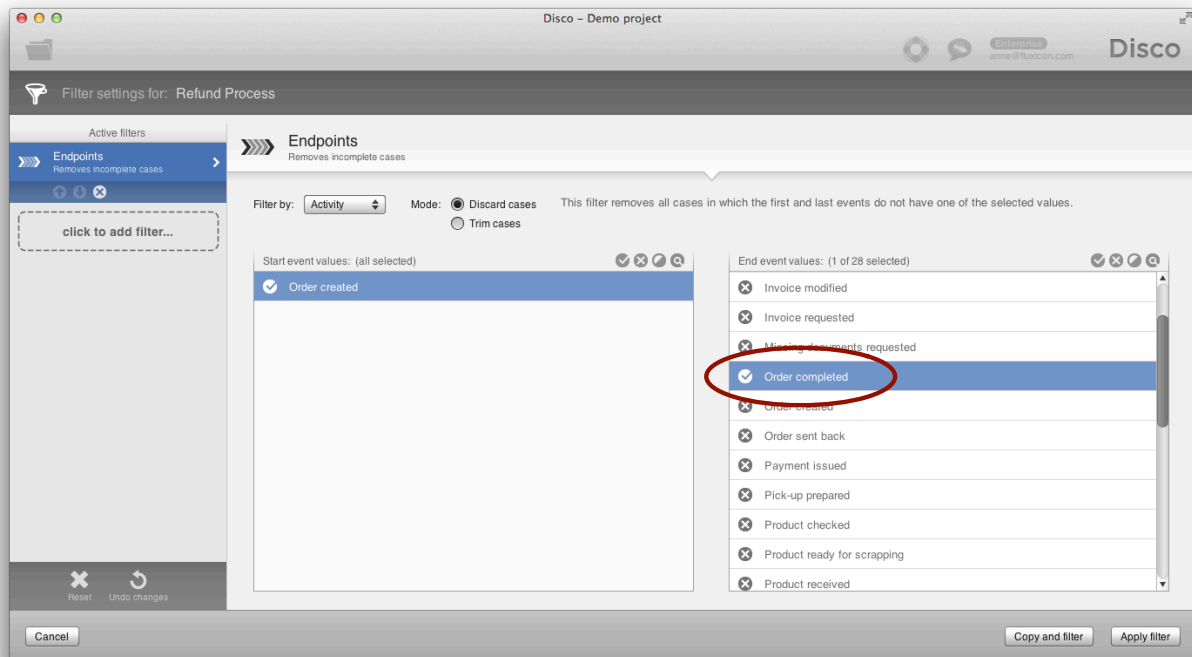 Disco – Demo project
Enterprise
anne@fluxicon.com
Disco
Filter settings for: Refund Process
Active filters
Endpoints
Removes incomplete cases
click to add filter...
Reset
Undo changes
Endpoints
Removes incomplete cases
Filter by: Activity Mode: Discard cases
Trim cases
This filter removes all cases in which the first and last events do not have one of the selected values.
Start event values: (all selected)
Order created
End event values: (1 of 28 selected)
Invoice modified
Invoice requested
Missing documents requested
Order completed
Order created
Order sent back
Payment issued
Pick-up prepared
Product checked
Product ready for scrapping
Product received
Cancel
Copy and filter
Apply filter